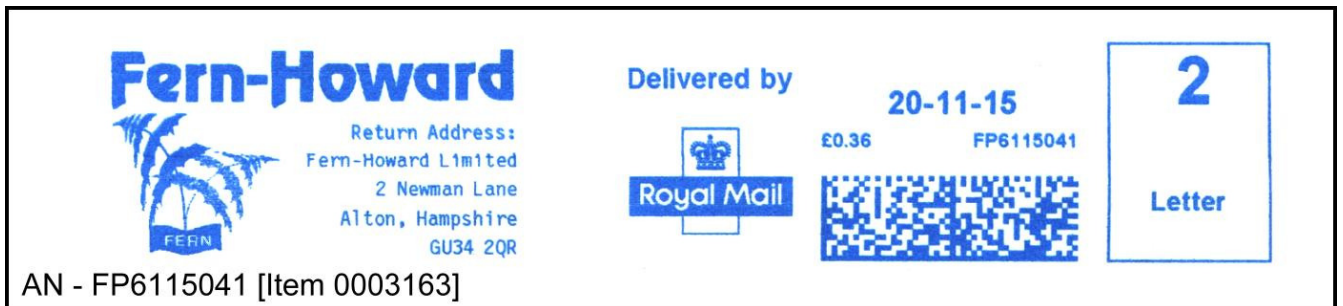 Fern-Howard
Return Address:
Fern-Howard Limited
2 Newman Lane
Alton, Hampshire
GU34 2QR
FERN
Delivered by
Royal Mail
20-11-15
£0.36 FP6115041
2
Letter
AN - FP6115041 [Item 0003163]